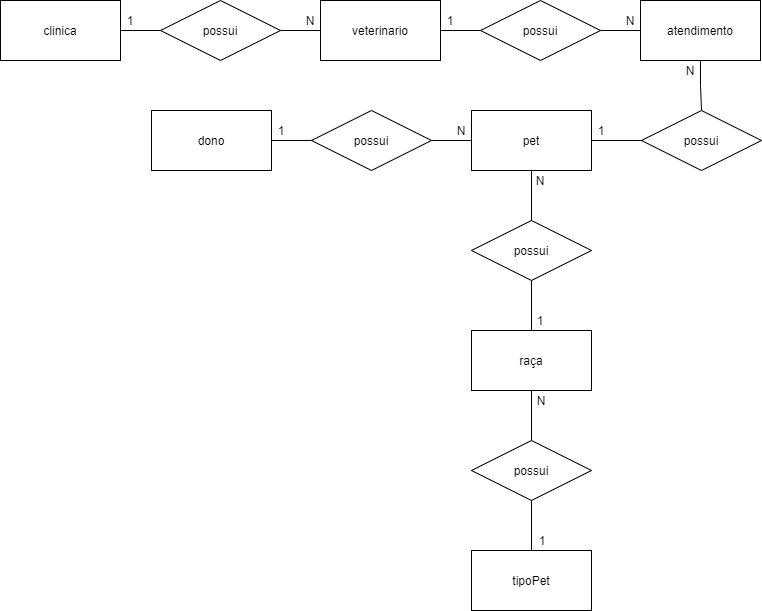 clinica 1 possui N veterinario 1 possui N atendimento
N
dono 1 possui N pet 1 possui
N
possui
1
raça
N
possui
1
tipoPet